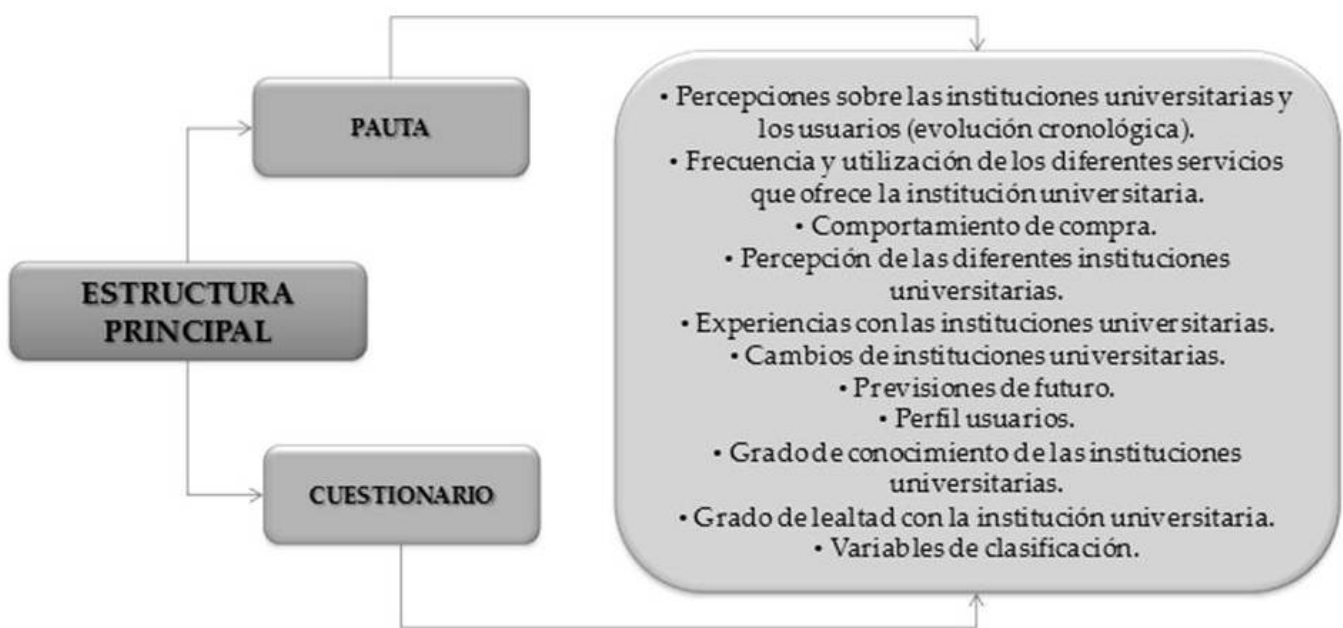 PAUTA
ESTRUCTURA
PRINCIPAL
CUESTIONARIO
• Percepciones sobre las instituciones universitarias y
los usuarios (evolución cronológica).
• Frecuencia y utilización de los diferentes servicios
que ofrece la institución universitaria.
• Comportamiento de compra.
• Percepción de las diferentes instituciones
universitarias.
• Experiencias con las instituciones universitarias.
• Cambios de instituciones universitarias.
• Previsiones de futuro.
• Perfil usuarios.
• Grado de conocimiento de las instituciones
universitarias.
• Grado de lealtad con la institución universitaria.
• Variables de clasificación.